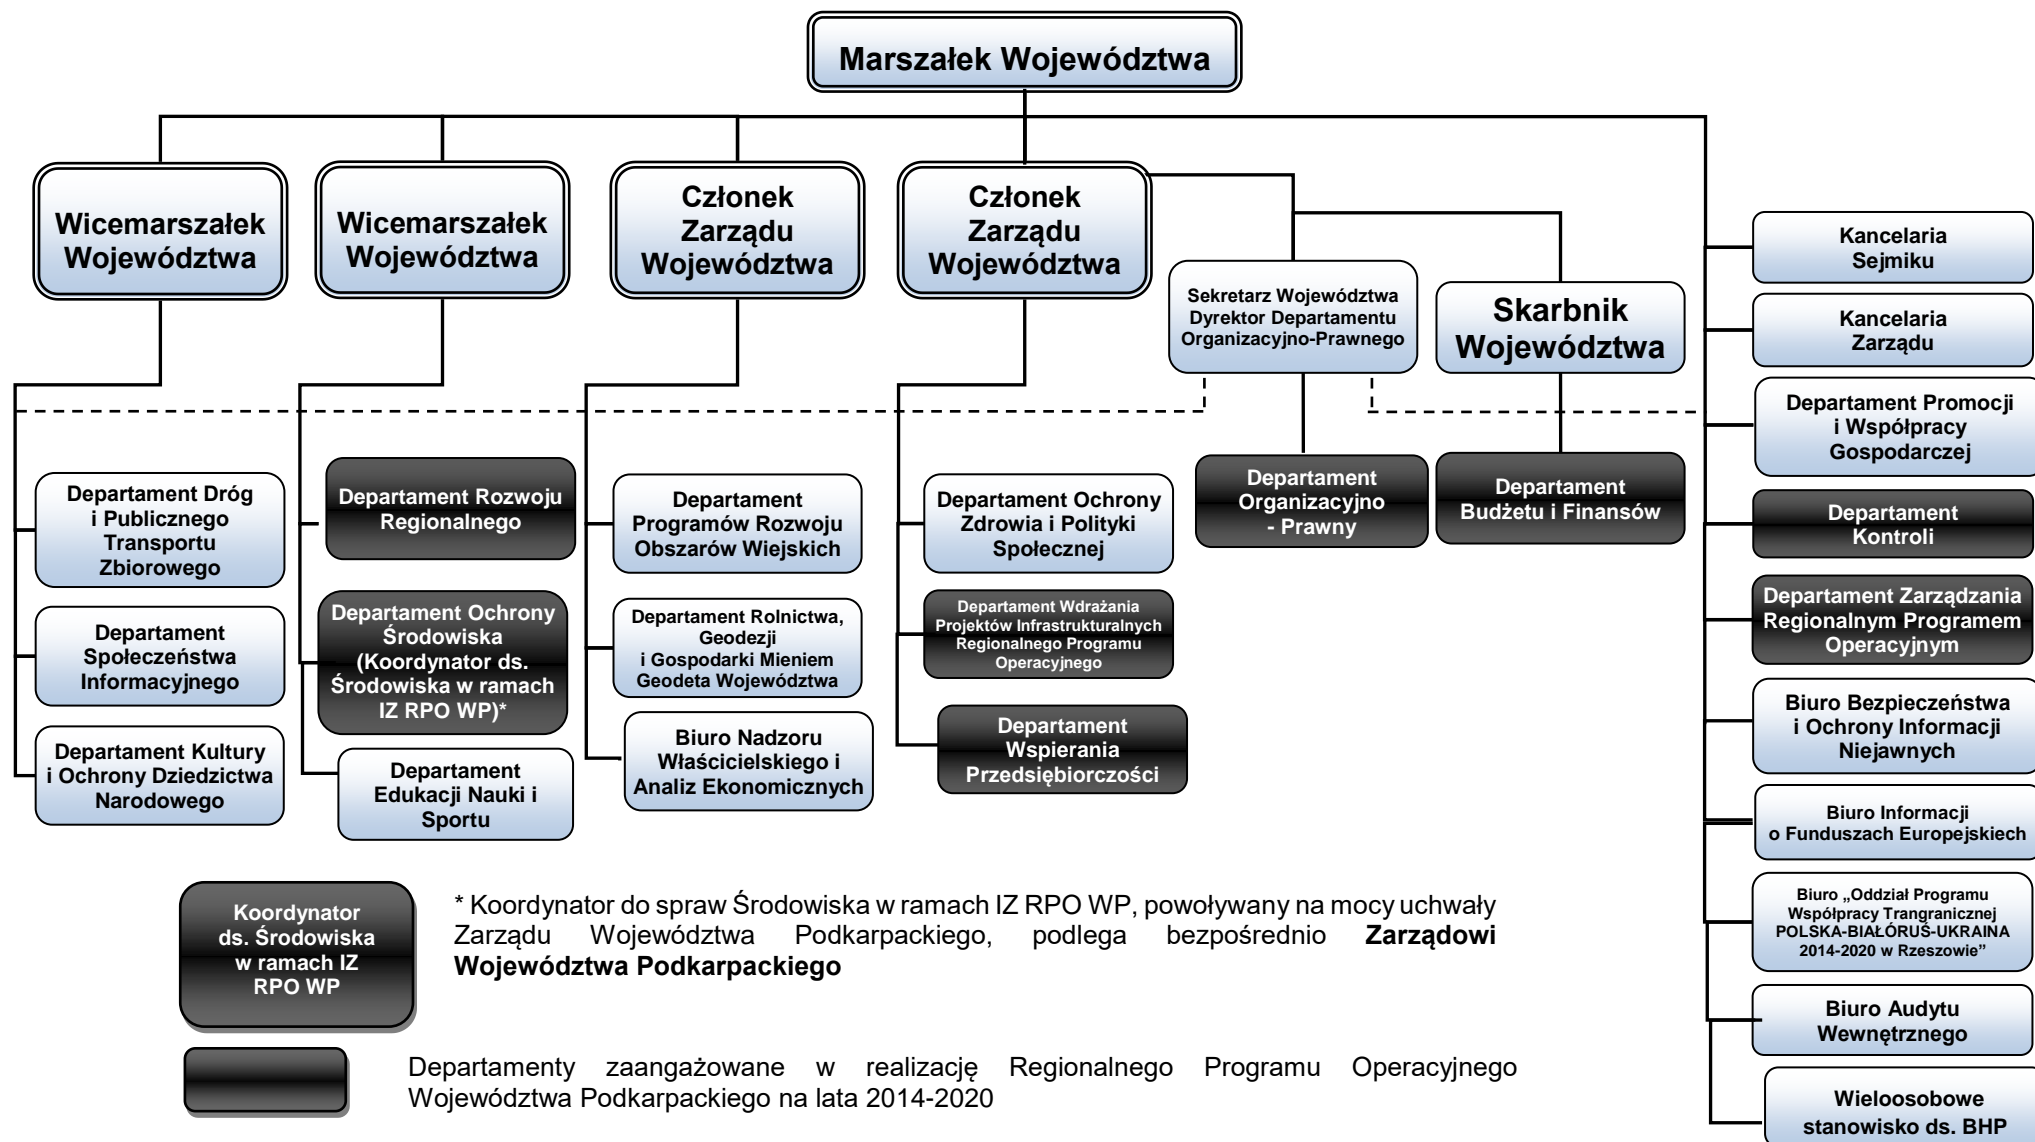 Marszałek Województwa
Wicemarszałek
Województwa
Wicemarszałek
Województwa
Członek
Zarządu
Województwa
Członek
Zarządu
Województwa
Sekretarz Województwa
Dyrektor Departamentu
Organizacyjno-Prawnego
Skarbnik
Województwa
Kancelaria
Sejmiku
Kancelaria
Zarządu
Departament Promocji
i Współpracy
Gospodarczej
Departament
Kontroli
Departament Zarządzania
Regionalnym Programem
Operacyjnym
Biuro Bezpieczeństwa
i Ochrony Informacji
Niejawnych
Biuro Informacji
o Funduszach Europejskiech
Biuro „Oddział Programu
Współpracy Trangranicznej
POLSKA-BIAŁÓRUŚ-UKRAINA
2014-2020 w Rzeszowie”
Biuro Audytu
Wewnętrznego
Wieloosobowe
stanowisko ds. BHP
Departament Dróg
i Publicznego
Transportu
Zbiorowego
Departament
Społeczeństwa
Informacyjnego
Departament Kultury
i Ochrony Dziedzictwa
Narodowego
Departament Rozwoju
Regionalnego
Departament Ochrony
Środowiska
(Koordynator ds.
Środowiska w ramach
IZ RPO WP)*
Departament
Edukacji Nauki i
Sportu
Departament
Programów Rozwoju
Obszarów Wiejskich
Departament Rolnictwa,
Geodezji
i Gospodarki Mieniem
Geodeta Województwa
Biuro Nadzoru
Właścicielskiego i
Analiz Ekonomicznych
Departament Ochrony
Zdrowia i Polityki
Społecznej
Departament Wdrażania
Projektów Infrastrukturalnych
Regionalnego Programu
Operacyjnego
Departament
Wspierania
Przedsiębiorczości
Departament
Organizacyjno
- Prawny
Departament
Budżetu i Finansów
Koordynator
ds. Środowiska
w ramach IZ
RPO WP
* Koordynator do spraw Środowiska w ramach IZ RPO WP, powoływany na mocy uchwały
Zarządu Województwa Podkarpackiego, podlega bezpośrednio Zarządowi
Województwa Podkarpackiego
Departamenty zaangażowane w realizację Regionalnego Programu Operacyjnego
Województwa Podkarpackiego na lata 2014-2020